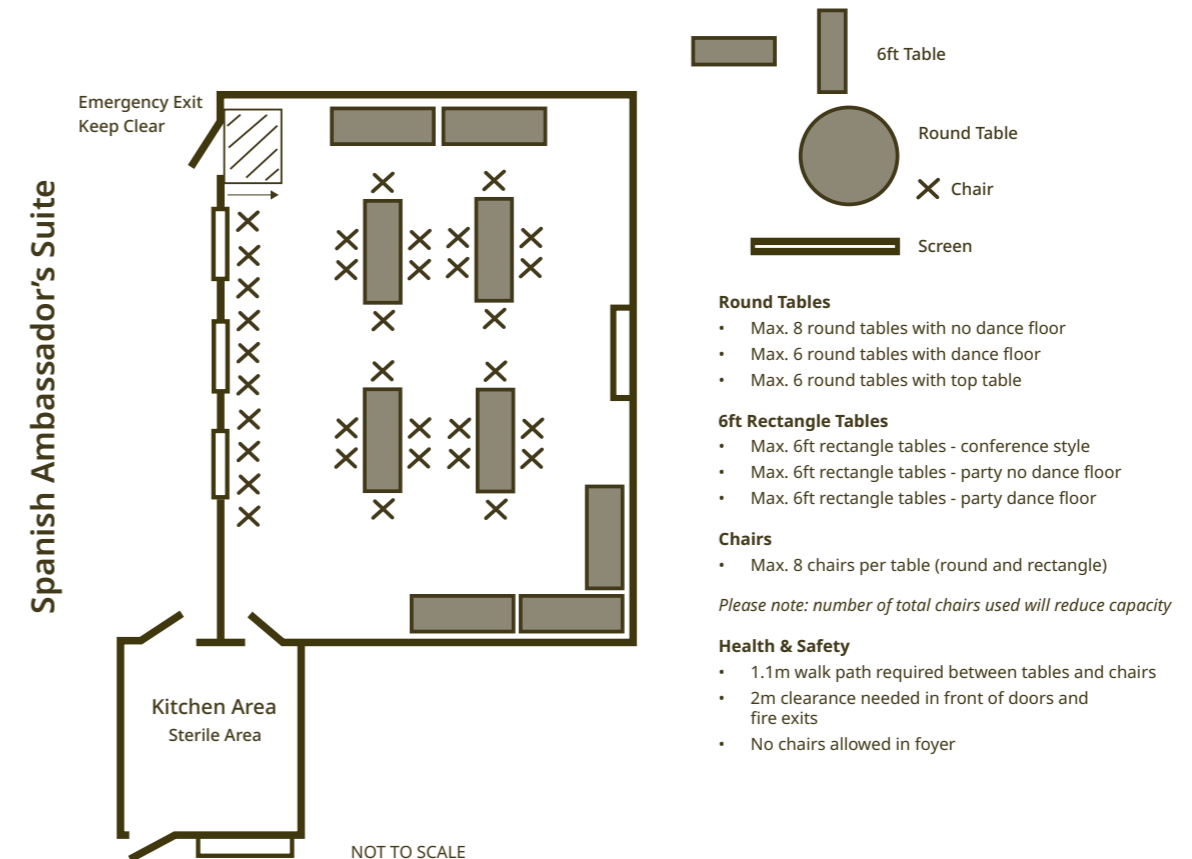 Spanish Ambassador’s Suite
Emergency Exit
Keep Clear
Kitchen Area
Sterile Area
NOT TO SCALE
6ft Table
Round Table
Chair
Screen
Round Tables
• Max. 8 round tables with no dance floor
• Max. 6 round tables with dance floor
• Max. 6 round tables with top table
6ft Rectangle Tables
• Max. 6ft rectangle tables - conference style
• Max. 6ft rectangle tables - party no dance floor
• Max. 6ft rectangle tables - party dance floor
Chairs
• Max. 8 chairs per table (round and rectangle)
Please note: number of total chairs used will reduce capacity
Health & Safety
• 1.1m walk path required between tables and chairs
• 2m clearance needed in front of doors and
fire exits
• No chairs allowed in foyer